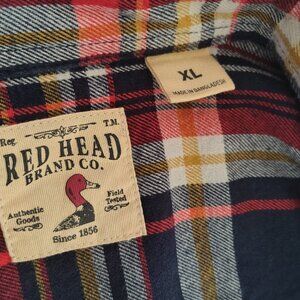 Reg. T.M.
RED HEAD
BRAND CO.
Authentic
Goods
Field
Tested
Since 1856
XL
MADE IN BANGLADESH